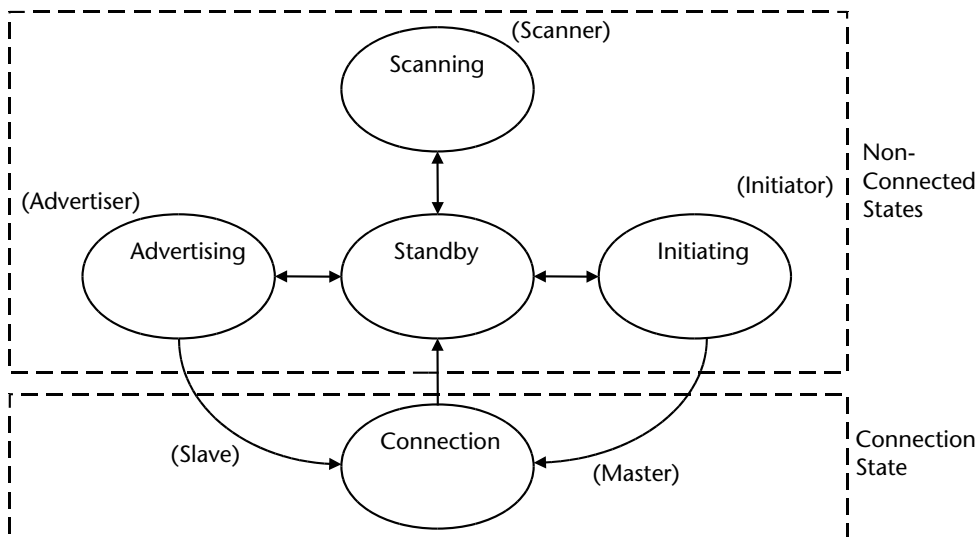 (Scanner)
Scanning
Non-
Connected
States
(Advertiser)
(Initiator)
Advertising
Standby
Initiating
(Slave)
Connection
(Master)
Connection
State